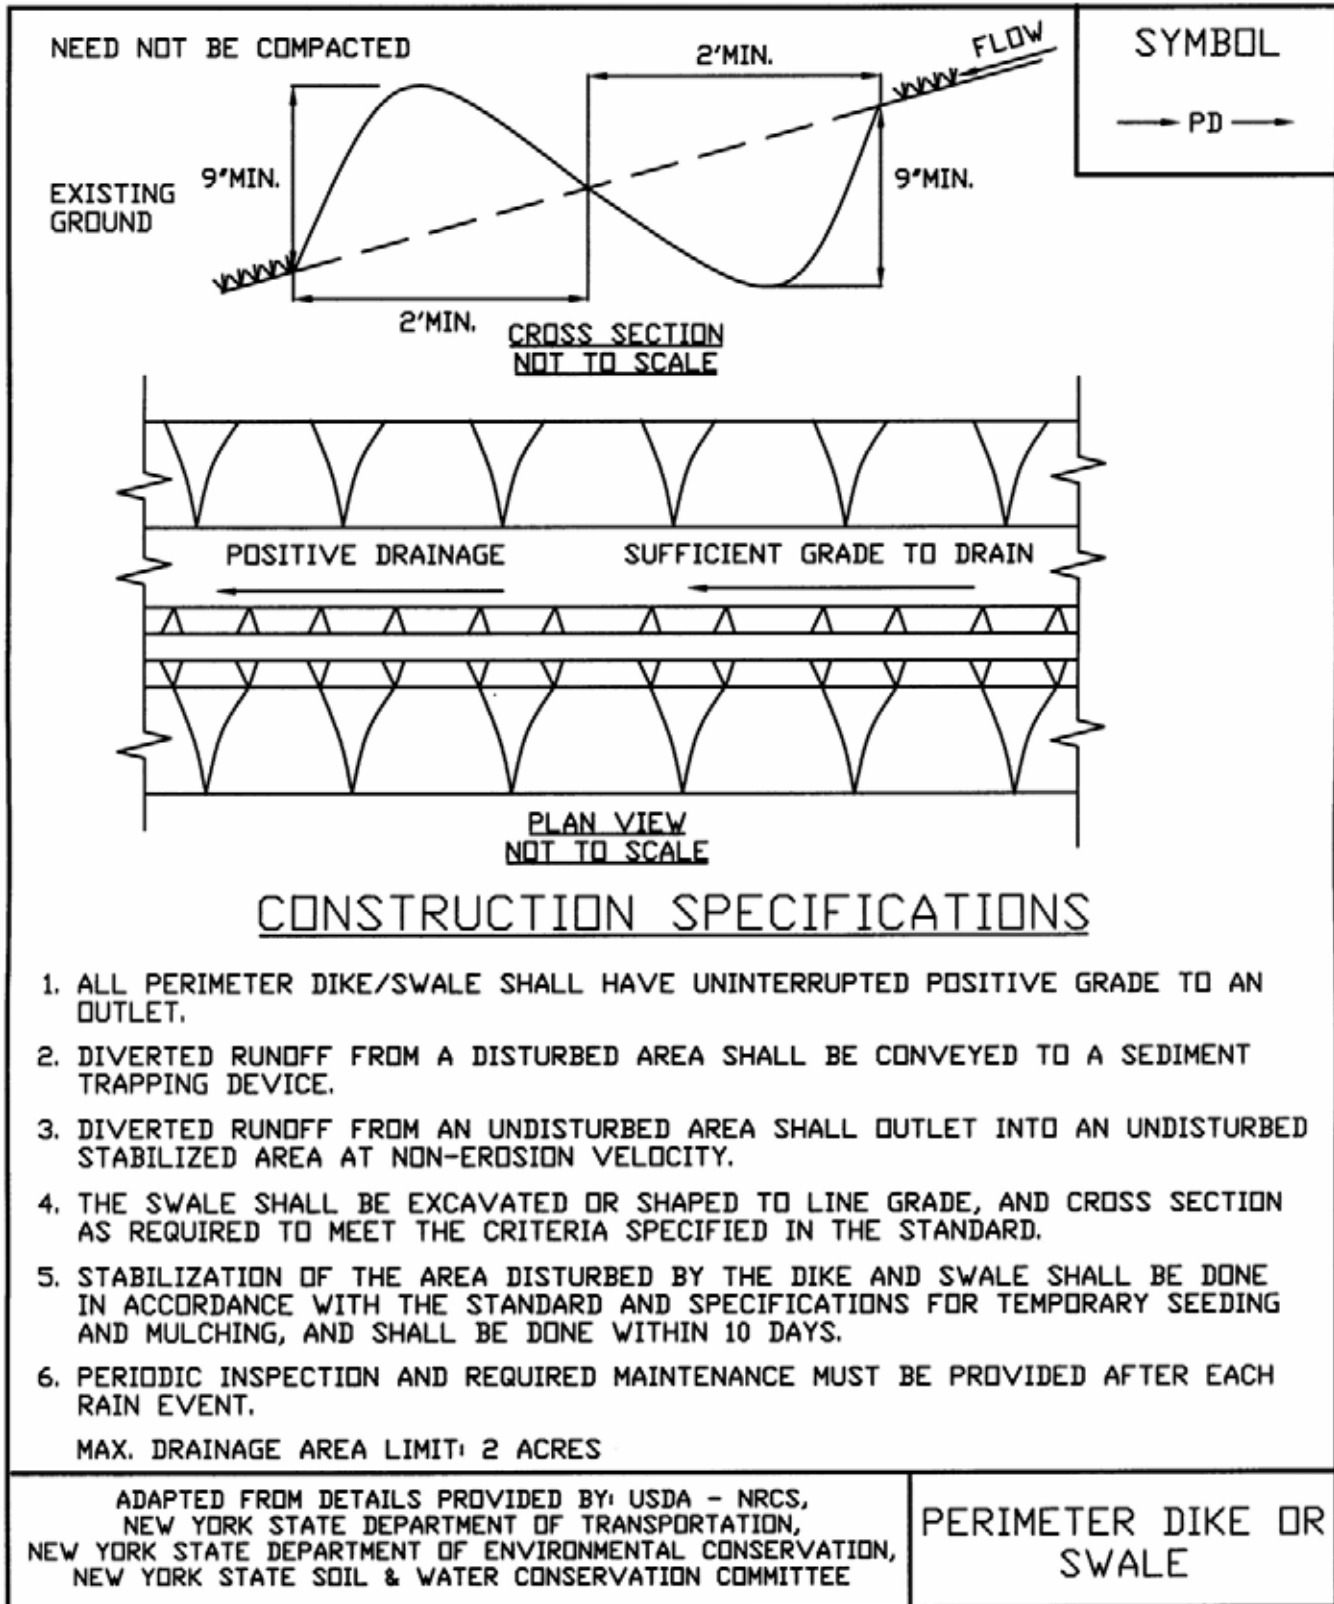 NEED NOT BE COMPACTED
2'MIN.
FLOW
SYMBOL
PD
9"MIN.
9"MIN.
EXISTING
GROUND
2'MIN.
CROSS SECTION
NOT TO SCALE
POSITIVE DRAINAGE
SUFFICIENT GRADE TO DRAIN
PLAN VIEW
NOT TO SCALE
CONSTRUCTION SPECIFICATIONS
1. ALL PERIMETER DIKE/SWALE SHALL HAVE UNINTERRUPTED POSITIVE GRADE TO AN
OUTLET.
2. DIVERTED RUNOFF FROM A DISTURBED AREA SHALL BE CONVEYED TO A SEDIMENT
TRAPPING DEVICE.
3. DIVERTED RUNOFF FROM AN UNDISTURBED AREA SHALL OUTLET INTO AN UNDISTURBED
STABILIZED AREA AT NON-EROSION VELOCITY.
4. THE SWALE SHALL BE EXCAVATED OR SHAPED TO LINE GRADE, AND CROSS SECTION
AS REQUIRED TO MEET THE CRITERIA SPECIFIED IN THE STANDARD.
5. STABILIZATION OF THE AREA DISTURBED BY THE DIKE AND SWALE SHALL BE DONE
IN ACCORDANCE WITH THE STANDARD AND SPECIFICATIONS FOR TEMPORARY SEEDING
AND MULCHING, AND SHALL BE DONE WITHIN 10 DAYS.
6. PERIODIC INSPECTION AND REQUIRED MAINTENANCE MUST BE PROVIDED AFTER EACH
RAIN EVENT.
MAX. DRAINAGE AREA LIMIT: 2 ACRES
ADAPTED FROM DETAILS PROVIDED BY: USDA - NRCS,
NEW YORK STATE DEPARTMENT OF TRANSPORTATION,
NEW YORK STATE DEPARTMENT OF ENVIRONMENTAL CONSERVATION,
NEW YORK STATE SOIL & WATER CONSERVATION COMMITTEE
PERIMETER DIKE OR
SWALE